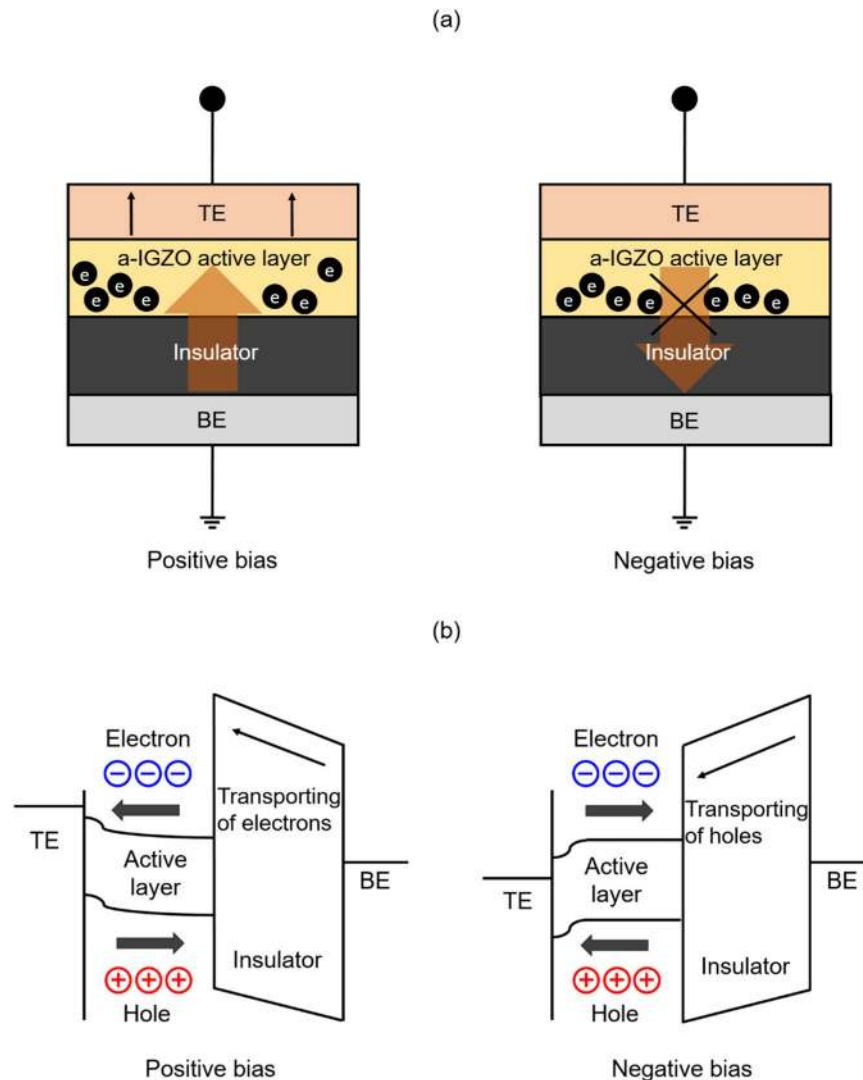 (a)
TE
a-IGZO active layer
e e e e e e e
Insulator
BE
Positive bias
TE
a-IGZO active layer
e e e e e e e
Insulator
BE
Negative bias
(b)
Electron
Transporting
of electrons
TE
Active
layer
BE
Insulator
Hole
Positive bias
Electron
Transporting
of holes
TE
Active
layer
BE
Insulator
Hole
Negative bias